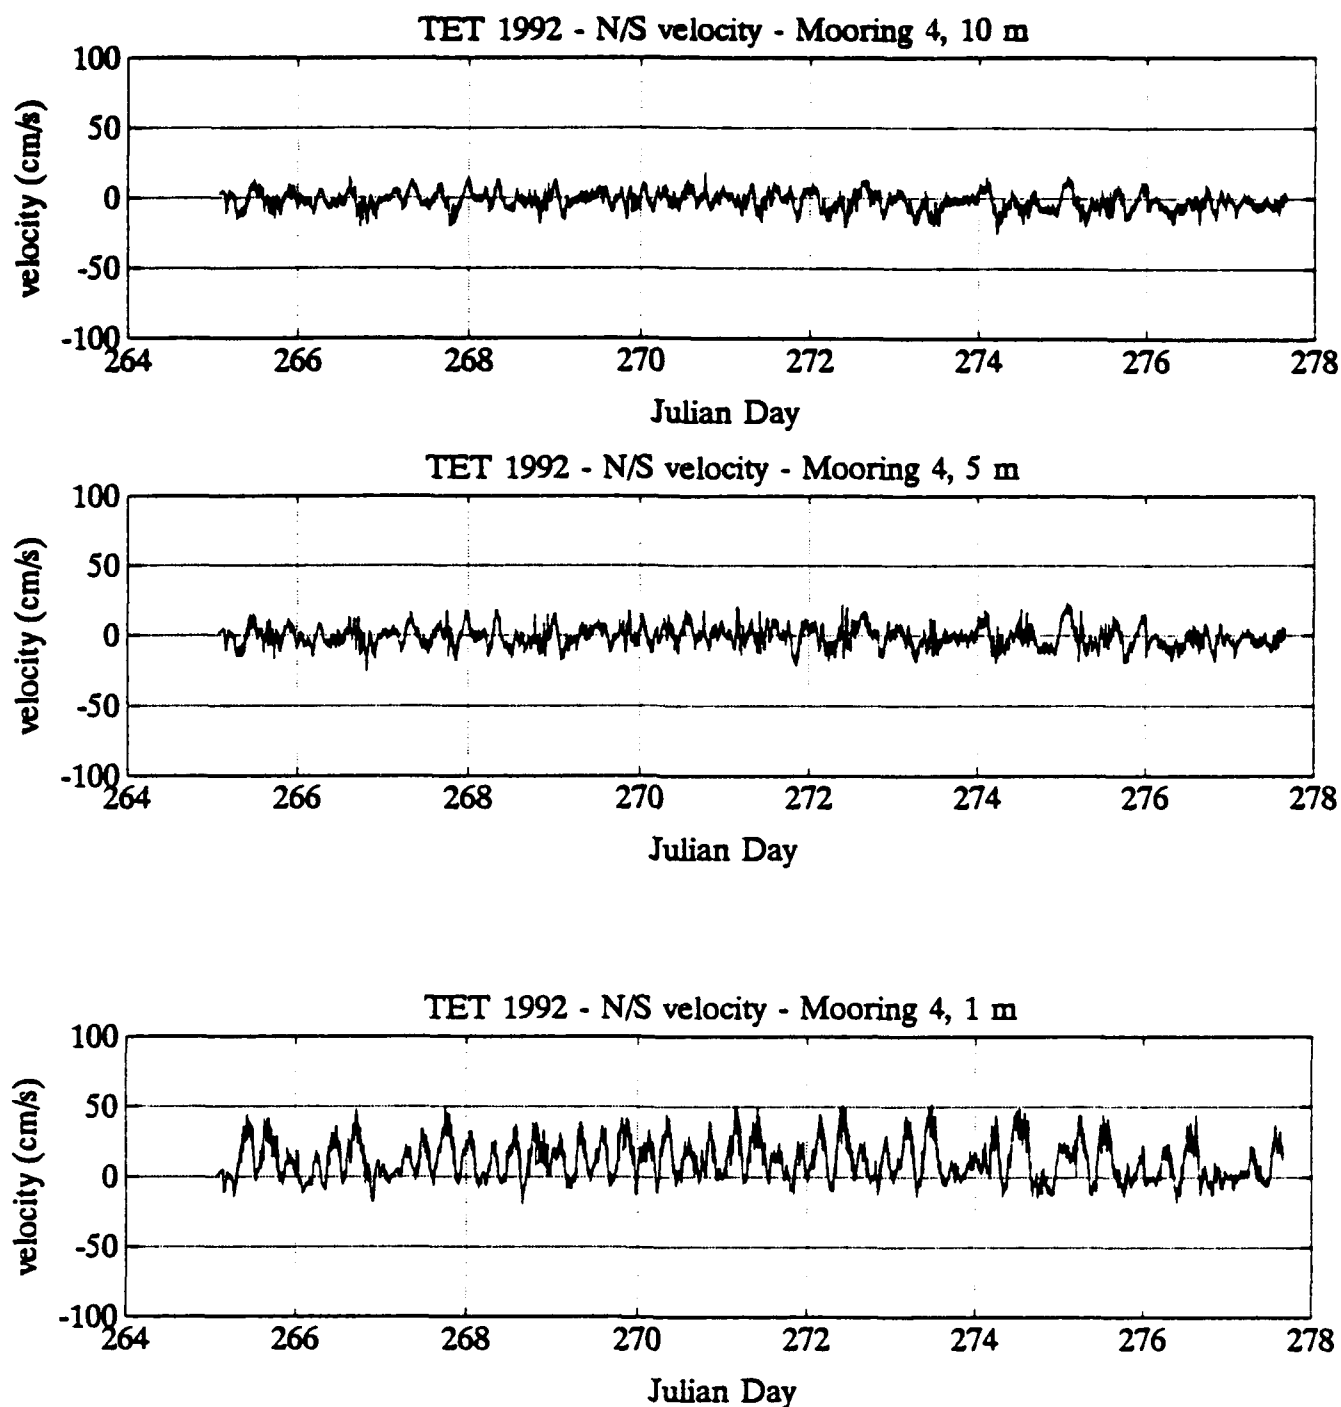 TET 1992 - N/S velocity - Mooring 4, 10 m
100
50
0
-50
-100
velocity (cm/s)
264 266 268 270 272 274 276 278
Julian Day
TET 1992 - N/S velocity - Mooring 4, 5 m
100
50
0
-50
-100
velocity (cm/s)
264 266 268 270 272 274 276 278
Julian Day
TET 1992 - N/S velocity - Mooring 4, 1 m
100
50
0
-50
-100
velocity (cm/s)
264 266 268 270 272 274 276 278
Julian Day